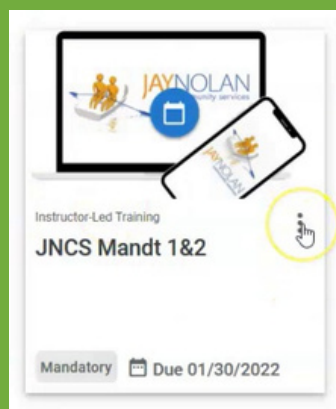 JAYNOLAN
community services
JAYNOLAN
Instructor-Led Training
JNCS Mandt 1&2
Mandatory
Due 01/30/2022